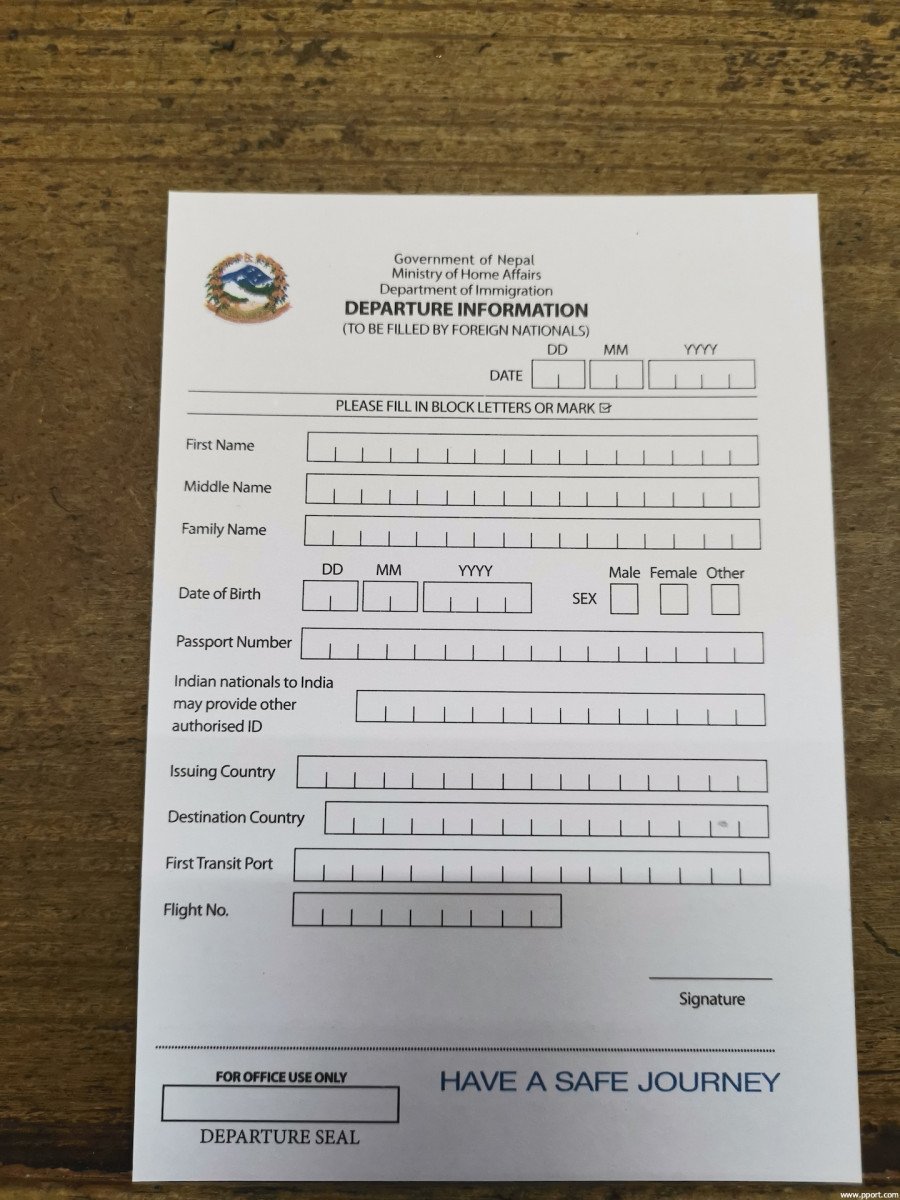 Government of Nepal
Ministry of Home Affairs
Department of Immigration
DEPARTURE INFORMATION
(TO BE FILLED BY FOREIGN NATIONALS)
DD MM YYYY
DATE
PLEASE FILL IN BLOCK LETTERS OR MARK ☑
First Name
Middle Name
Family Name
DD MM YYYY
Male Female Other
Date of Birth
SEX
Passport Number
Indian nationals to India
may provide other
authorised ID
Issuing Country
Destination Country
First Transit Port
Flight No.
Signature
FOR OFFICE USE ONLY
HAVE A SAFE JOURNEY
DEPARTURE SEAL
www.pport.com